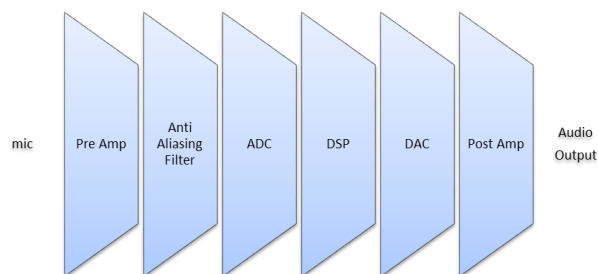 mic
Pre Amp
Anti
Aliasing
Filter
ADC
DSP
DAC
Post Amp
Audio
Output